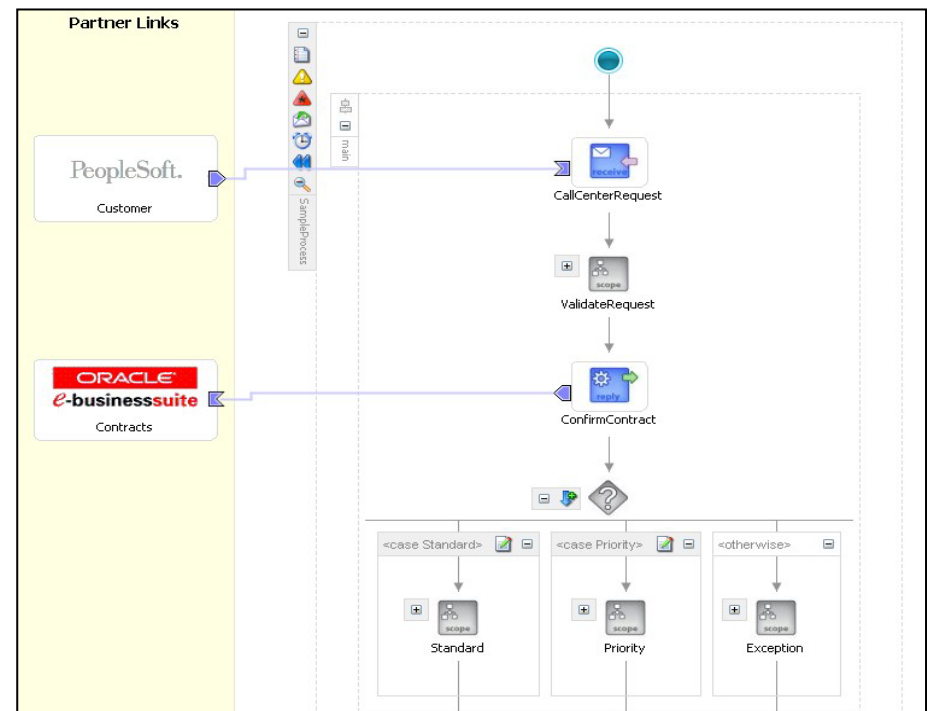 Partner Links
PeopleSoft.
Customer
SampleProcess
main
receive
CallCenterRequest
scope
ValidateRequest
ORACLE
e-businesssuite
Contracts
reply
ConfirmContract
<case Standard>
<case Priority>
<otherwise>
scope
scope
scope
Standard
Priority
Exception